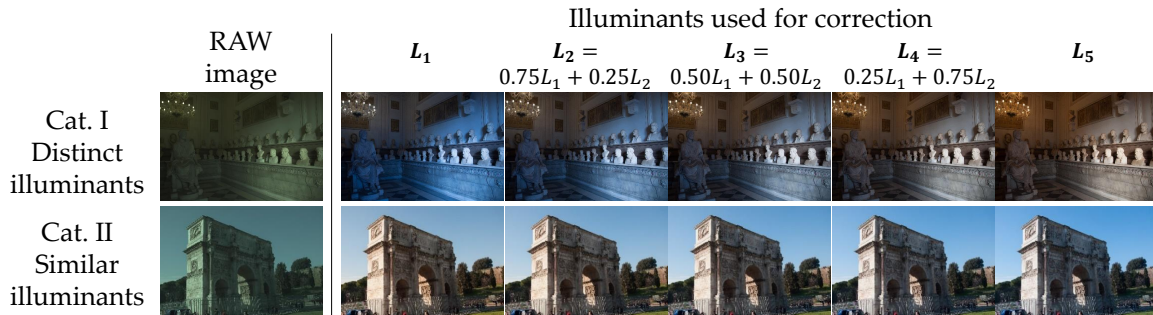 Illuminants used for correction
RAW
image
L₁
L₂ =
0.75L₁ + 0.25L₂
L₃ =
0.50L₁ + 0.50L₂
L₄ =
0.25L₁ + 0.75L₂
L₅
Cat. I
Distinct
illuminants
Cat. II
Similar
illuminants